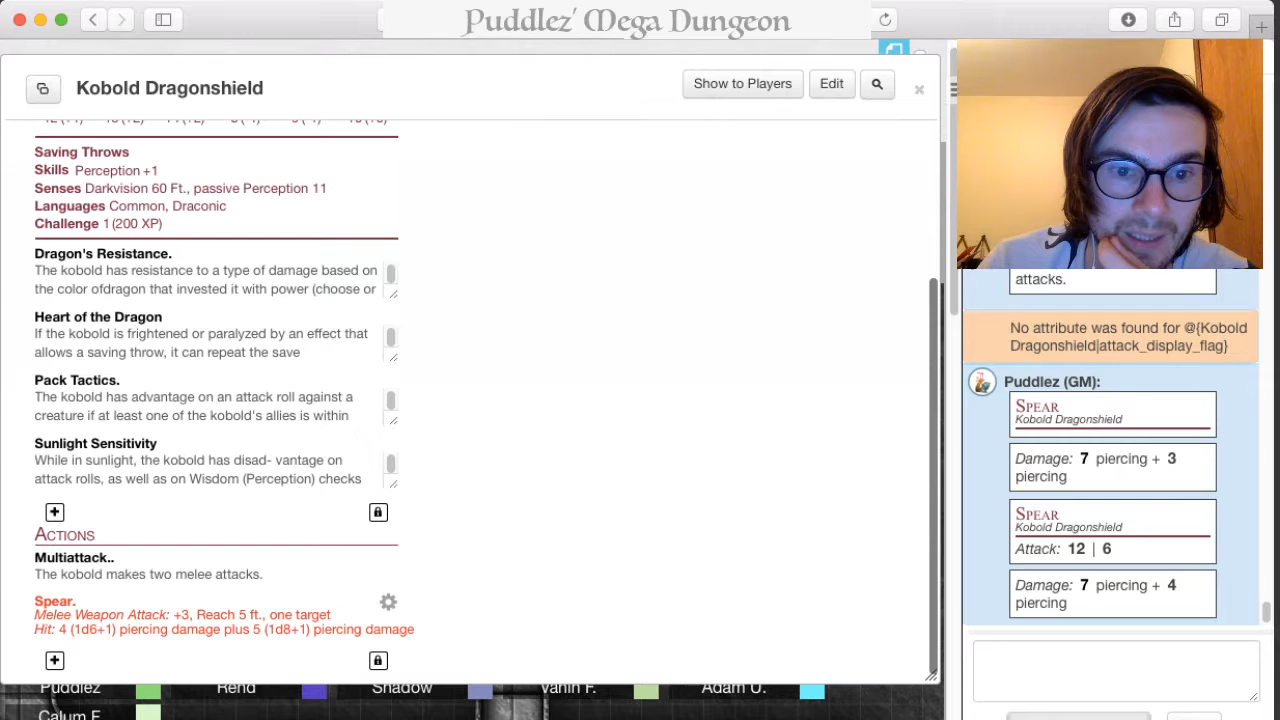 Puddlez' Mega Dungeon
Kobold Dragonshield
Show to Players
Edit
Saving Throws
Skills Perception +1
Senses Darkvision 60 Ft., passive Perception 11
Languages Common, Draconic
Challenge 1 (200 XP)
Dragon's Resistance.
The kobold has resistance to a type of damage based on
the color ofdragon that invested it with power (choose or
Heart of the Dragon
If the kobold is frightened or paralyzed by an effect that
allows a saving throw, it can repeat the save
Pack Tactics.
The kobold has advantage on an attack roll against a
creature if at least one of the kobold's allies is within
Sunlight Sensitivity
While in sunlight, the kobold has disad- vantage on
attack rolls, as well as on Wisdom (Perception) checks
Actions
Multiattack..
The kobold makes two melee attacks.
Spear.
Melee Weapon Attack: +3, Reach 5 ft., one target
Hit: 4 (1d6+1) piercing damage plus 5 (1d8+1) piercing damage
Puddlez
Rend
Shadow
Vanin F.
Adam U.
Calum F.
attacks.
No attribute was found for @{Kobold
Dragonshield|attack_display_flag}
Puddlez (GM):
Spear
Kobold Dragonshield
Damage: 7 piercing + 3
piercing
Spear
Kobold Dragonshield
Attack: 12 | 6
Damage: 7 piercing + 4
piercing